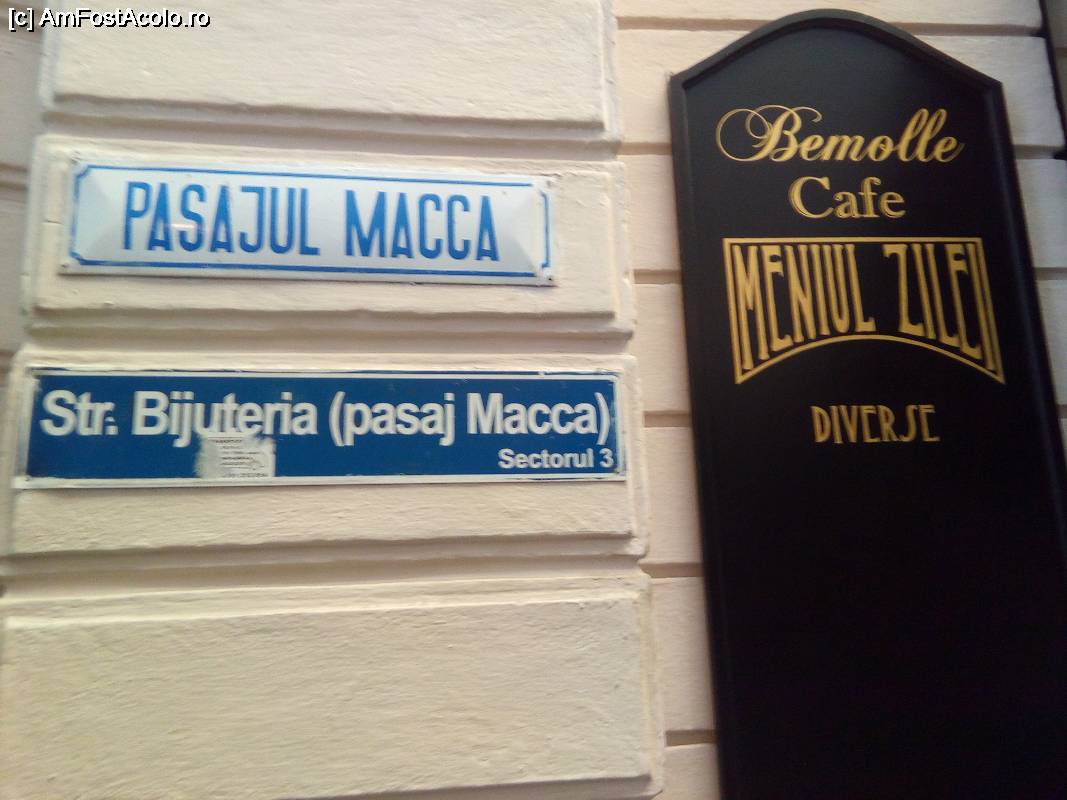 [c] AmFostAcolo.ro
PASAJUL MACCA
Str. Bijuteria (pasaj Macca)
Sectorul 3
Bemolle
Cafe
MENIUL ZILEI
DIVERSE